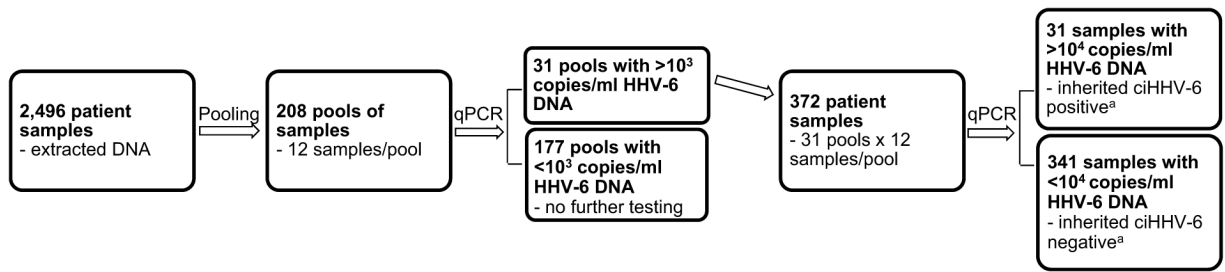 2,496 patient
samples
- extracted DNA
Pooling
208 pools of
samples
- 12 samples/pool
qPCR
31 pools with >10³
copies/ml HHV-6
DNA
177 pools with
<10³ copies/ml
HHV-6 DNA
- no further testing
372 patient
samples
- 31 pools x 12
samples/pool
qPCR
31 samples with
>10⁴ copies/ml
HHV-6 DNA
- inherited ciHHV-6
positiveᵃ
341 samples with
<10⁴ copies/ml
HHV-6 DNA
- inherited ciHHV-6
negativeᵃ